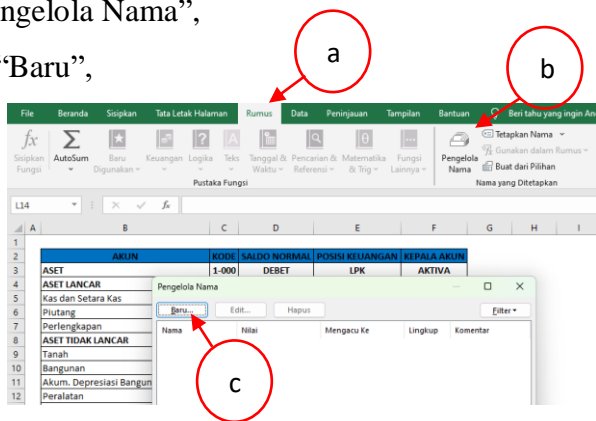 ngelola Nama”,
“Baru”,
a
b
File Beranda Sisipkan Tata Letak Halaman Rumus Data Peninjauan Tampilan Bantuan Beri tahu yang ingin An
fx Σ ? A θ ...
Sisipkan AutoSum Baru Keuangan Logika Teks Tanggal & Pencarian & Matematika Fungsi Pengelola Tetapkan Nama
Fungsi Digunakan Waktu Referensi & Trig Lainnya Nama Gunakan dalam Rumus
Buat dari Pilihan
Pustaka Fungsi Nama yang Ditetapkan
L14 fx
A B C D E F G H I
1
2 AKUN KODE SALDO NORMAL POSISI KEUANGAN KEPALA AKUN
3 ASET 1-000 DEBET LPK AKTIVA
4 ASET LANCAR
5 Kas dan Setara Kas
6 Piutang
7 Perlengkapan
8 ASET TIDAK LANCAR
9 Tanah
10 Bangunan
11 Akum. Depresiasi Bangun
12 Peralatan
Pengelola Nama
Baru... Edit... Hapus Filter
Nama Nilai Mengacu Ke Lingkup Komentar
c